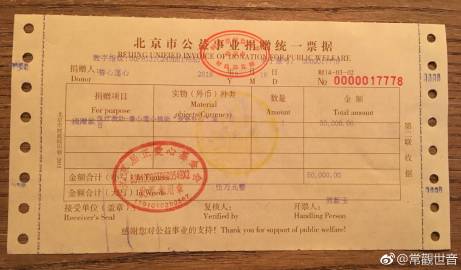 北京市公益事业捐赠统一票据
BEIJING UNIFIED INVOICE OF DONATION FOR PUBLIC WELFARE
捐赠人:善心莲心 2018 年
Donor Y M D No 0000017778
捐赠项目 实物(外币)种类 数量 金额
For purpose Material objects(Currency) Amount Total amount
50,000.00
金额合计(小写)In Figures 50,000.00
金额合计(大写)In Words 伍万元整
接受单位(盖章): 复核人: 开票人:
Receiver's Seal Verified by Handling Person
感谢您对公益事业的支持! Thank you for support of public welfare!
第二联 收据
@常觀世音